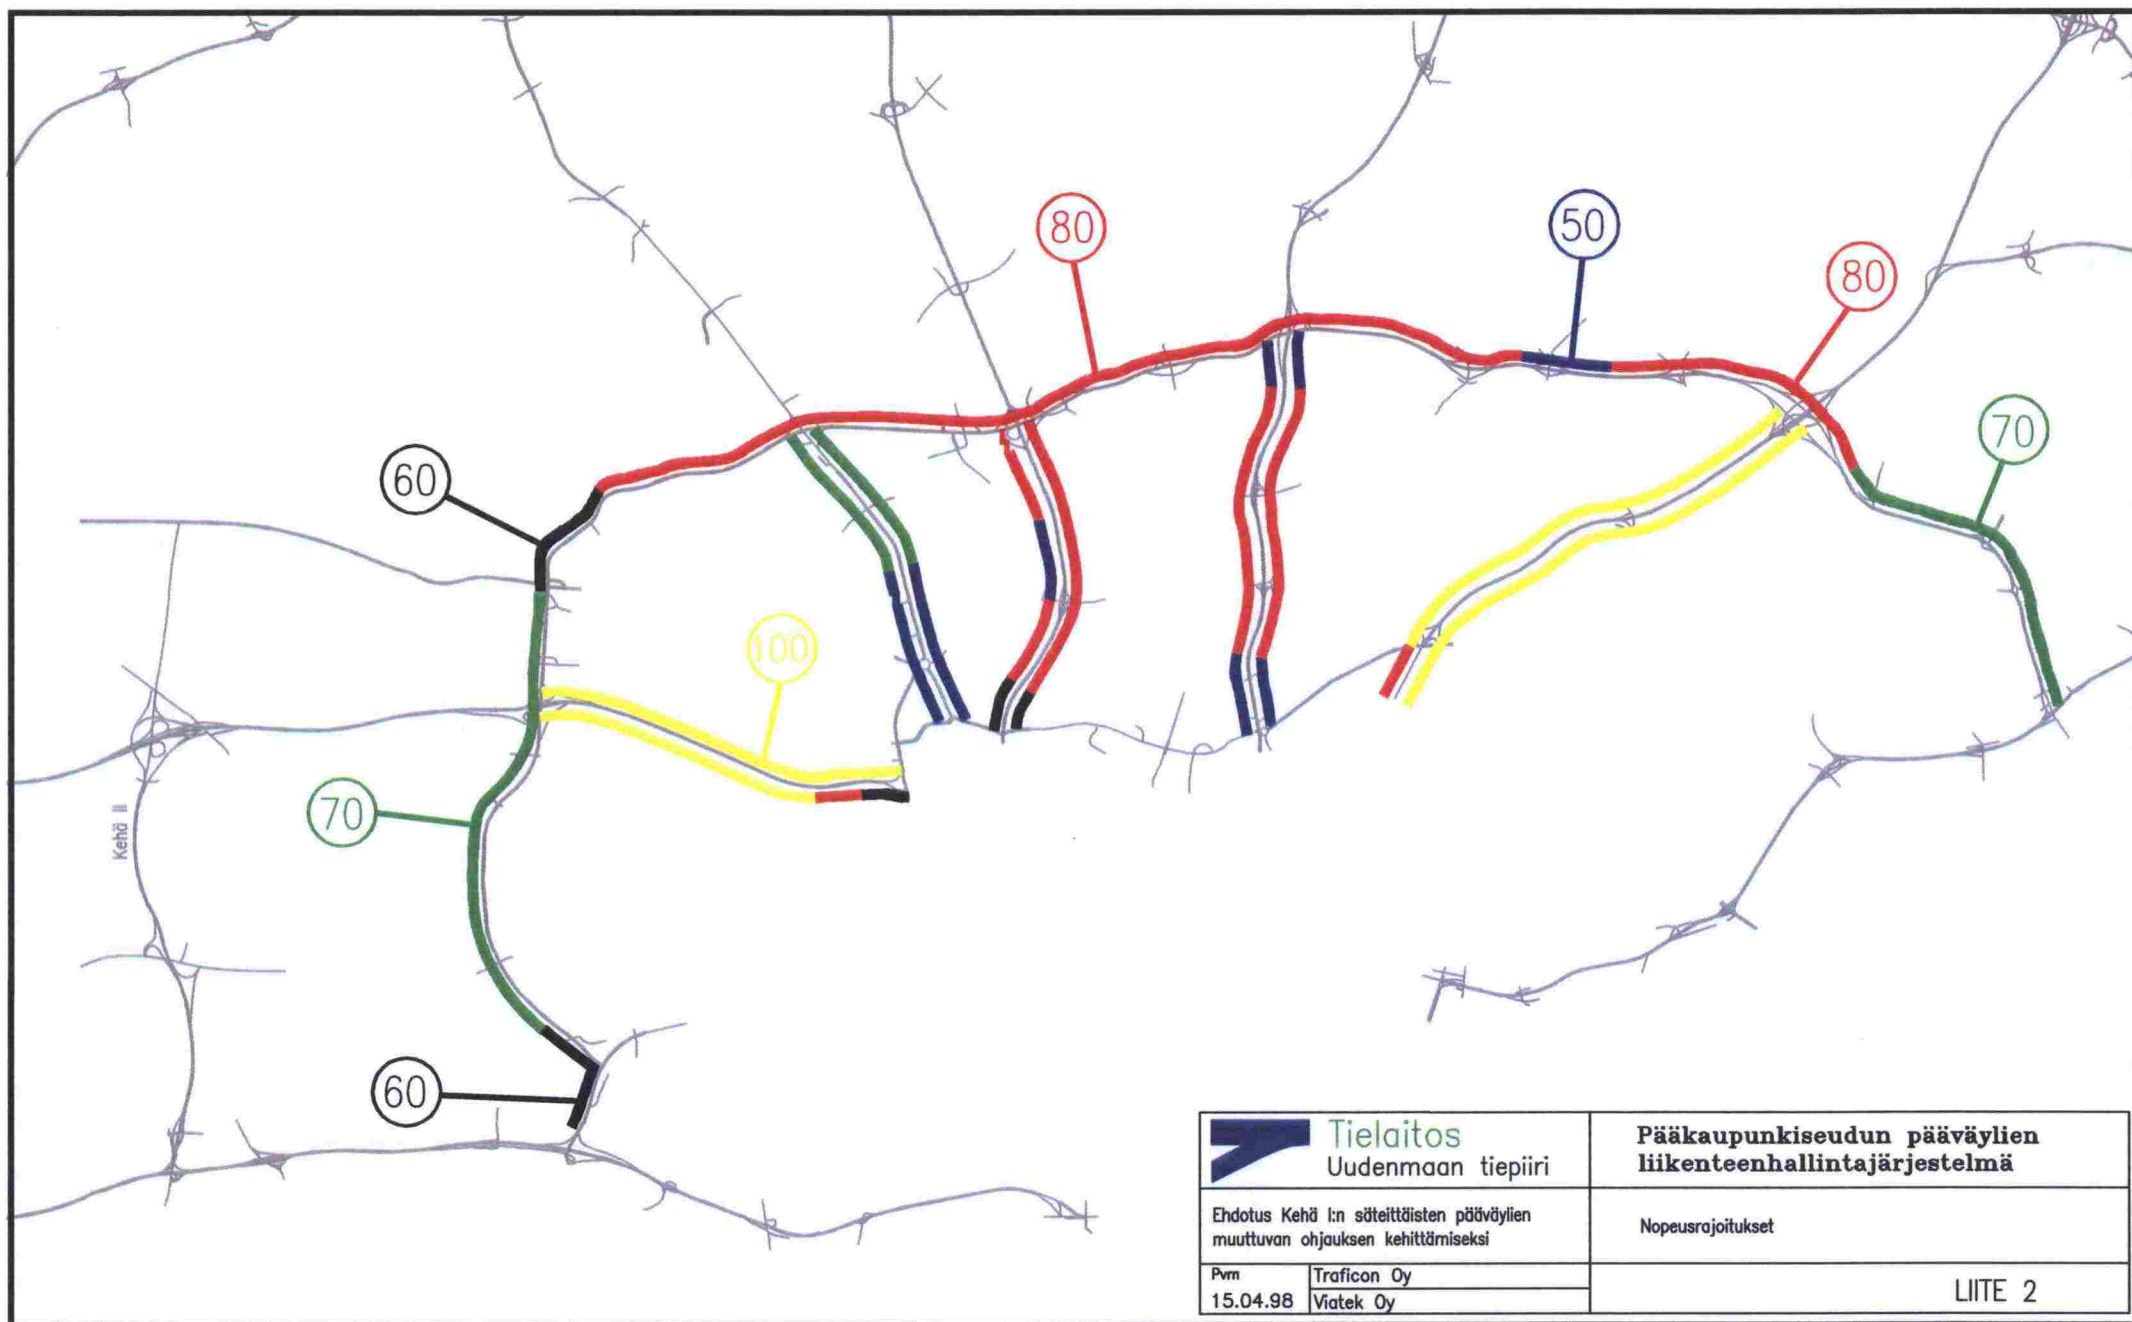 80
50
80
70
60
100
70
Kehä II
60
Tielaitos
Uudenmaan tiepiiri
Pääkaupunkiseudun pääväylien
liikenteenhallintajärjestelmä
Ehdotus Kehä I:n säteittäisten pääväylien
muuttuvan ohjauksen kehittämiseksi
Nopeusrajoitukset
Pvm
15.04.98
Traficon Oy
Viatek Oy
LIITE 2